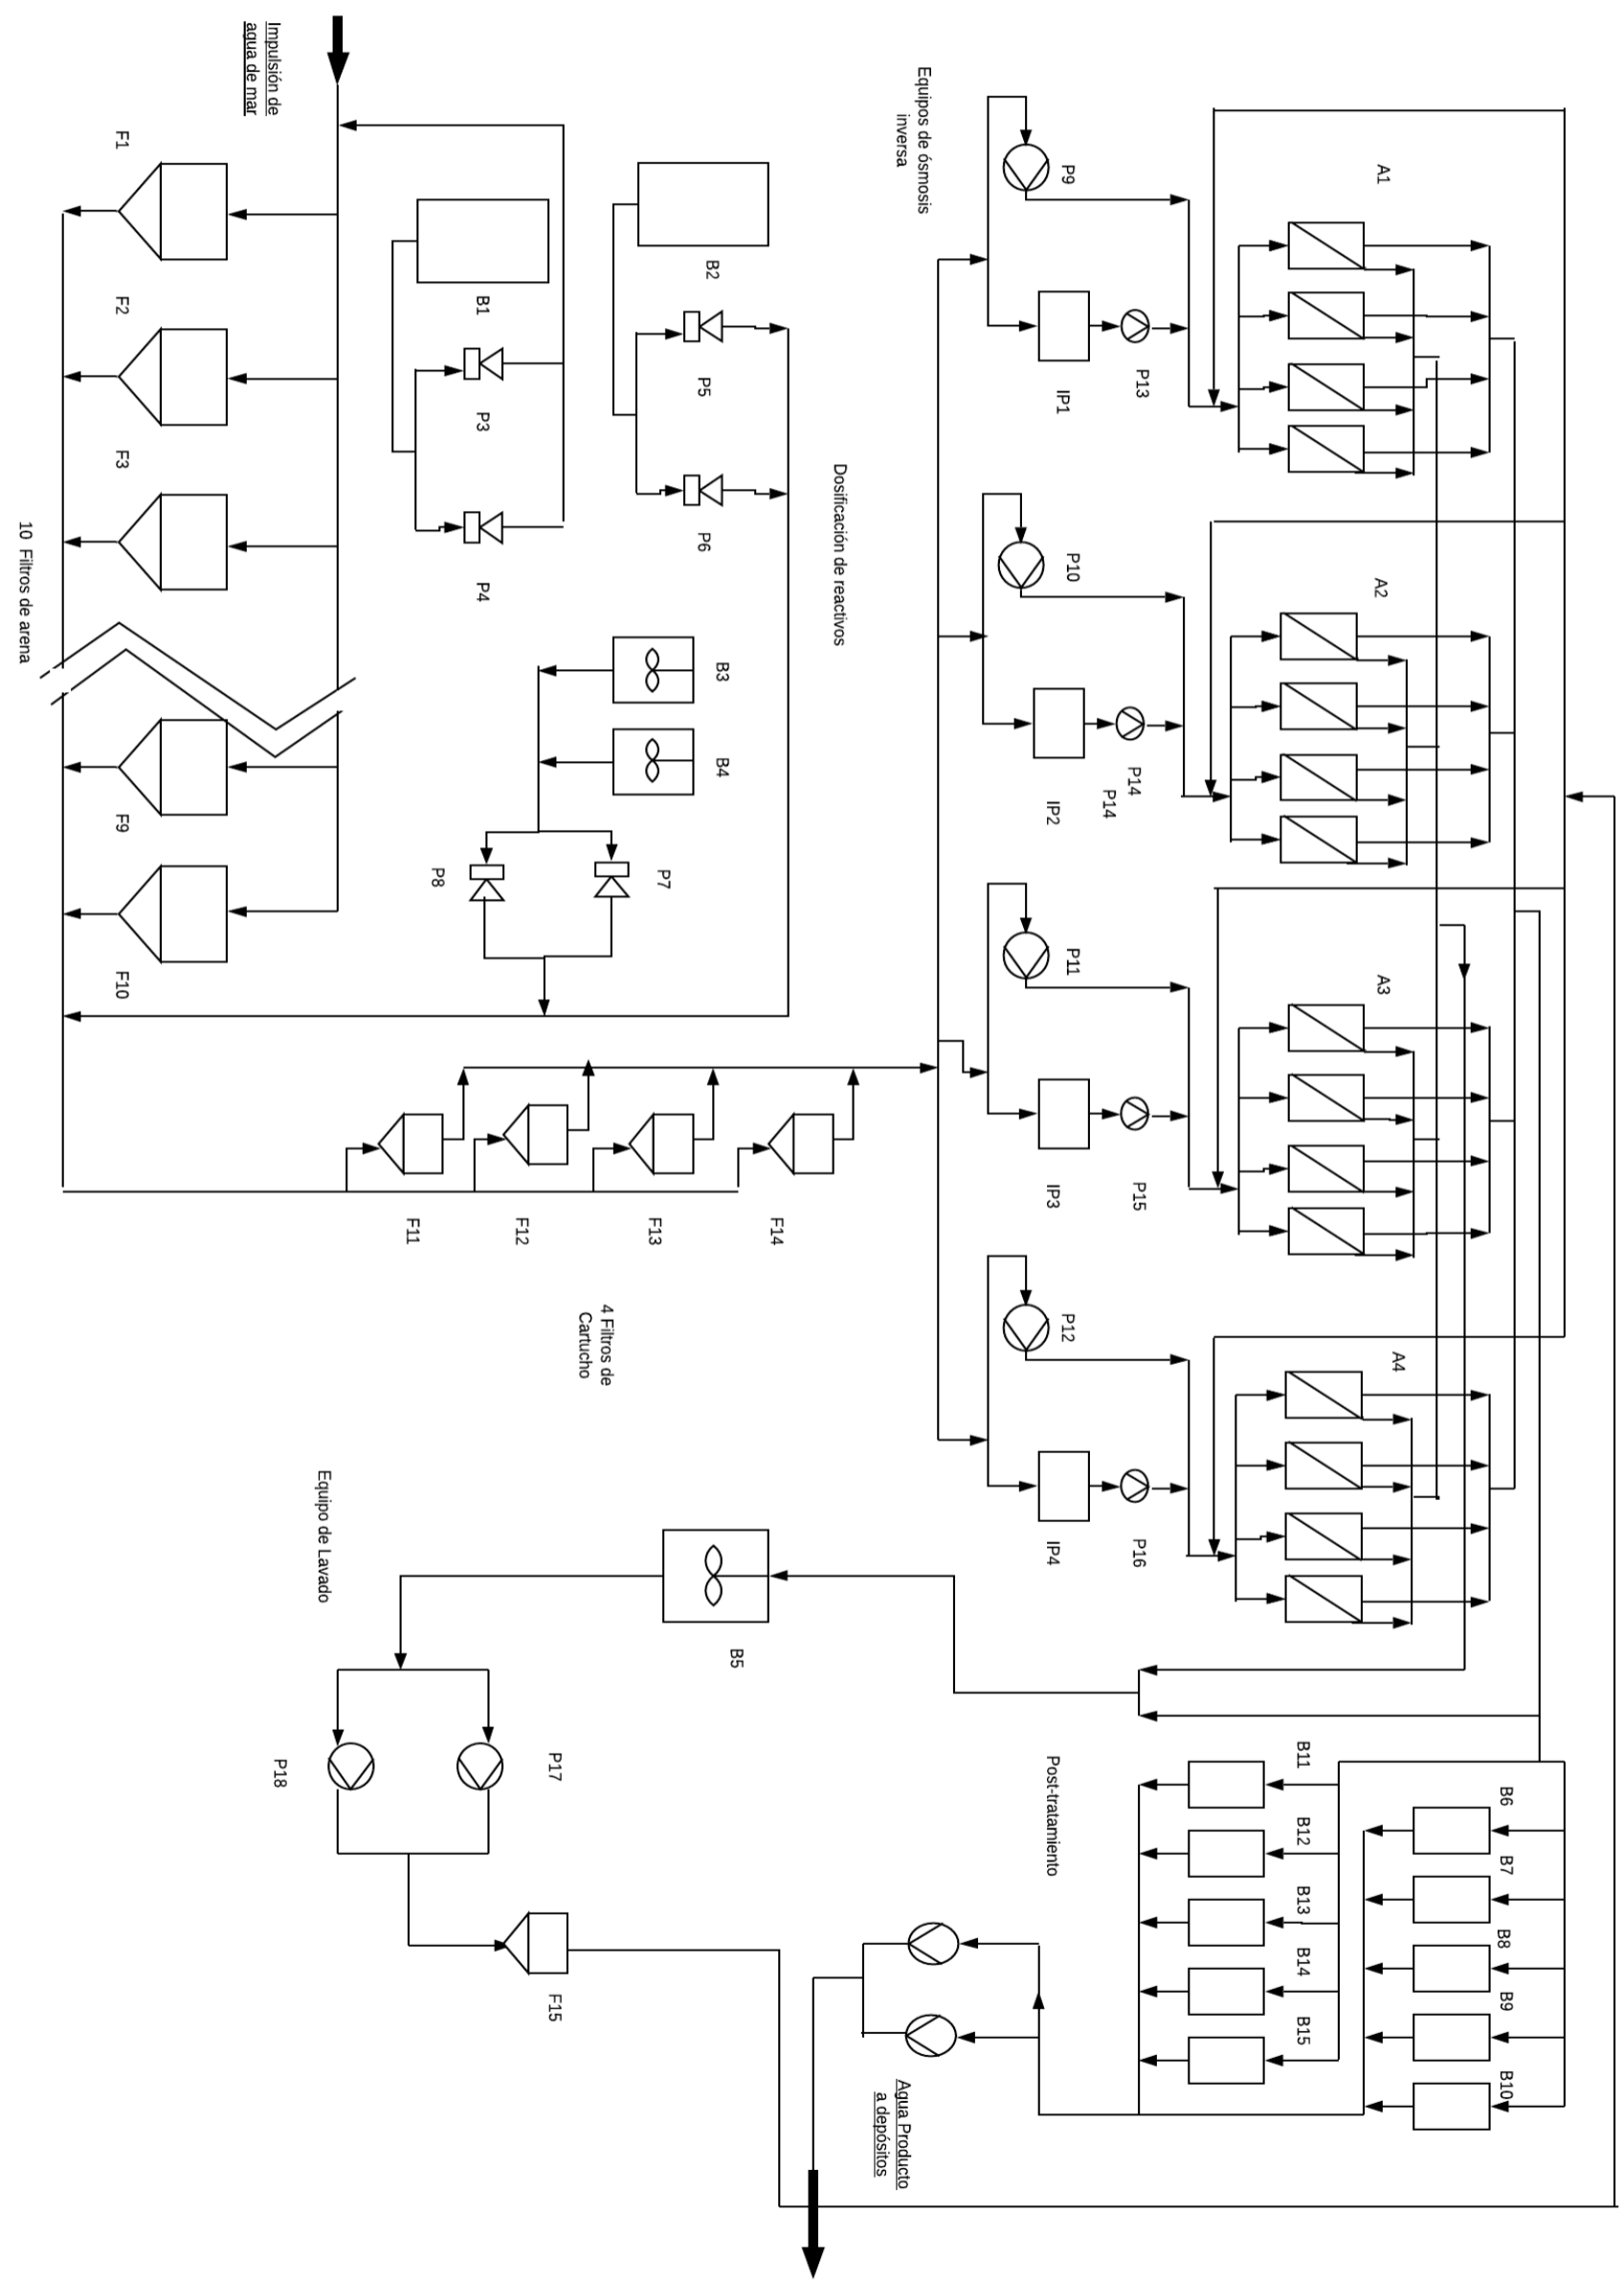 Impulsión de
agua de mar
F1
F2
F3
10 Filtros de arena
F9
F10
B1
P3
P4
B2
P5
P6
Dosificación de reactivos
B3
B4
P8
P7
F11
F12
F13
F14
4 Filtros de
Cartucho
Equipos de ósmosis
inversa
P9
IP1
P13
A1
P10
IP2
P14
P14
A2
P11
IP3
P15
A3
P12
IP4
P16
A4
Equipo de Lavado
B5
P18
P17
F15
Post-tratamiento
B11
B12
B13
B14
B15
B6
B7
B8
B9
B10
Agua Producto
a depósitos